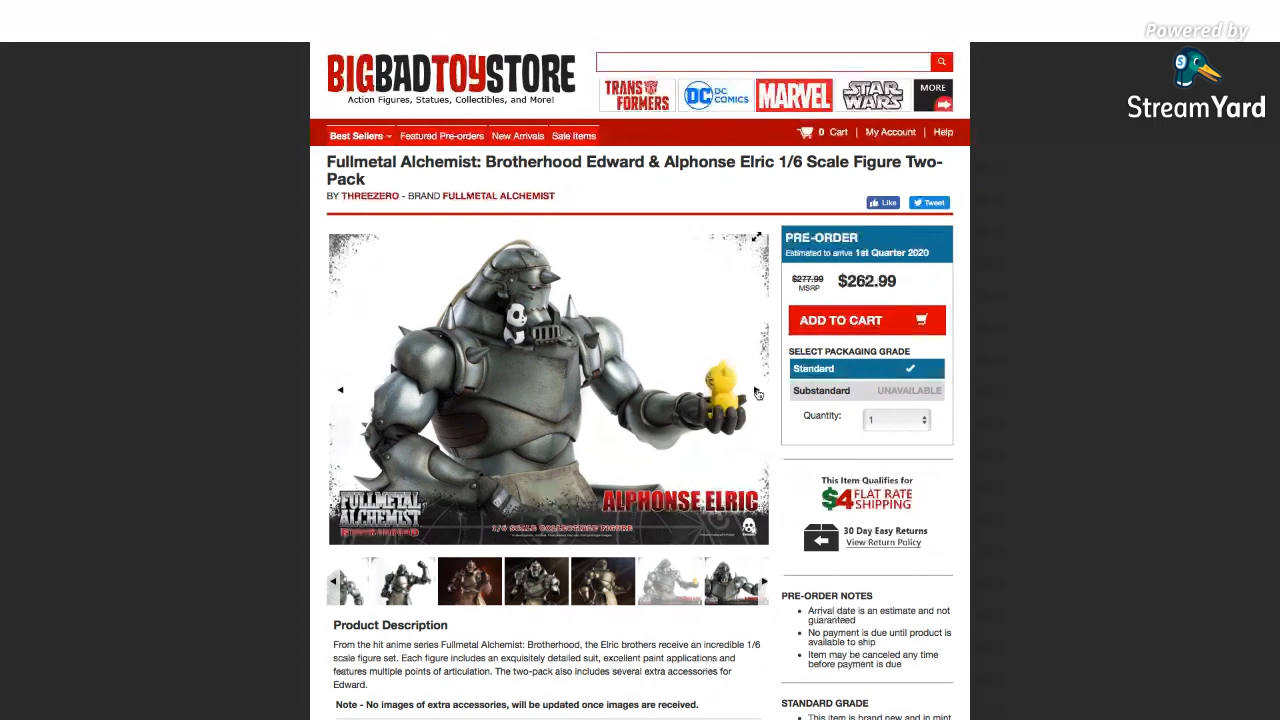 Powered by
StreamYard
BIGBADTOYSTORE
Action Figures, Statues, Collectibles, and More!
TRANSFORMERS
DC DC COMICS
MARVEL
STAR WARS
MORE
Best Sellers
Featured Pre-orders
New Arrivals
Sale Items
0 Cart | My Account | Help
Fullmetal Alchemist: Brotherhood Edward & Alphonse Elric 1/6 Scale Figure Two-
Pack
BY THREEZERO - BRAND FULLMETAL ALCHEMIST
Like
Tweet
FULLMETAL
ALCHEMIST
ALPHONSE ELRIC
1/6 SCALE COLLECTIBLE FIGURE
PRE-ORDER
Estimated to arrive 1st Quarter 2020
$277.99
MSRP
$262.99
ADD TO CART
SELECT PACKAGING GRADE
Standard
Substandard UNAVAILABLE
Quantity: 1
This Item Qualifies for
$4 FLAT RATE
SHIPPING
30 Day Easy Returns
View Return Policy
PRE-ORDER NOTES
• Arrival date is an estimate and not
guaranteed
• No payment is due until product is
available to ship
• Item may be canceled any time
before payment is due
STANDARD GRADE
• This item is brand new and in mint
Product Description
From the hit anime series Fullmetal Alchemist: Brotherhood, the Elric brothers receive an incredible 1/6
scale figure set. Each figure includes an exquisitely detailed suit, excellent paint applications and
features multiple points of articulation. The two-pack also includes several extra accessories for
Edward.
Note - No images of extra accessories, will be updated once images are received.